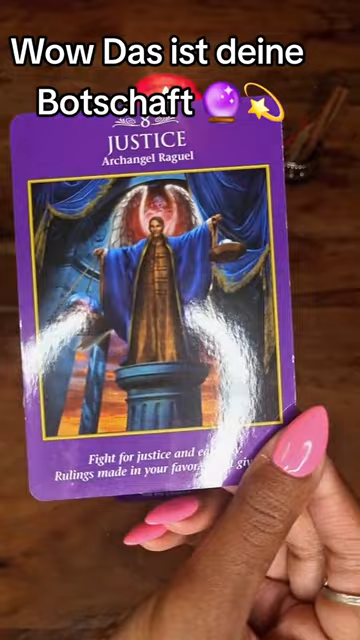 Wow Das ist deine
Botschaft 🔮💫
8
JUSTICE
Archangel Raguel
Fight for justice and
Rulings made in your favor